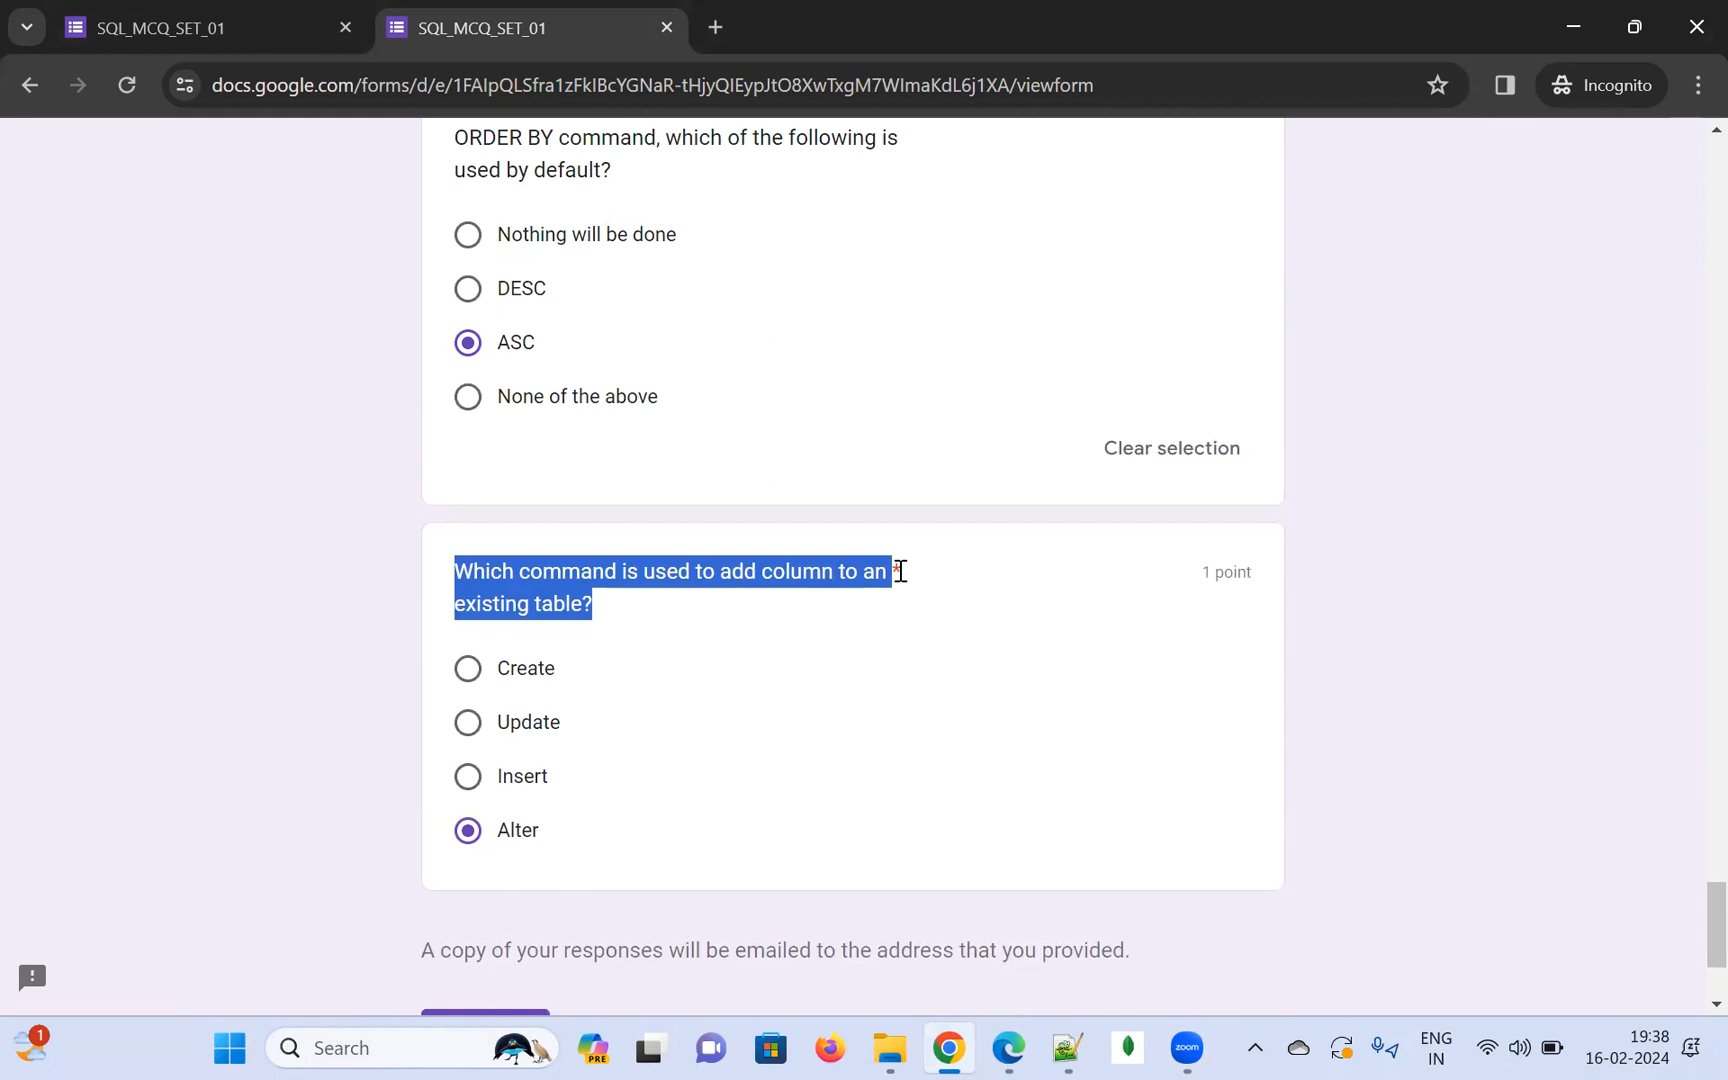 SQL_MCQ_SET_01
SQL_MCQ_SET_01
docs.google.com/forms/d/e/1FAIpQLSfra1zFkIBcYGNaR-tHjyQIEypJtO8XwTxgM7WImaKdL6j1XA/viewform
Incognito
ORDER BY command, which of the following is
used by default?
Nothing will be done
DESC
ASC
None of the above
Clear selection
Which command is used to add column to an *
existing table?
1 point
Create
Update
Insert
Alter
A copy of your responses will be emailed to the address that you provided.
1
Search
PRE
zoom
ENG
IN
19:38
16-02-2024